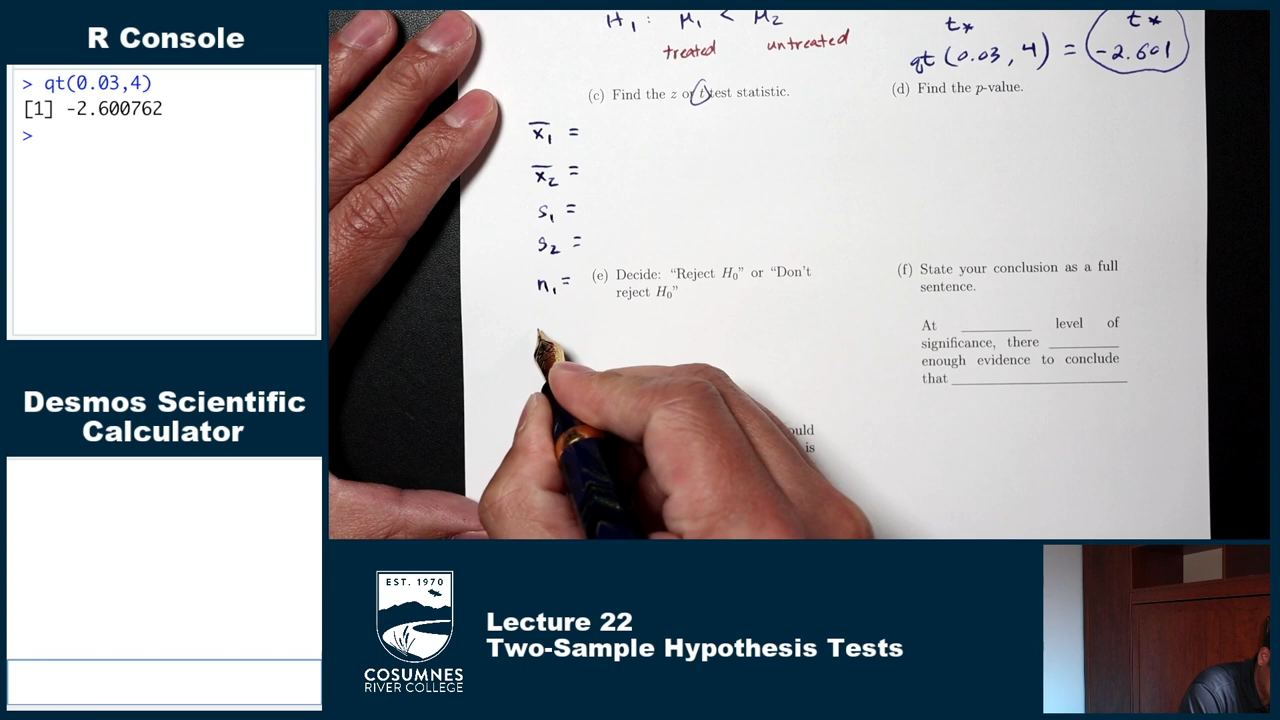 R Console
> qt(0.03,4)
[1] -2.600762
>
Desmos Scientific
Calculator
H₁ : μ₁ < μ₂
treated untreated
t*
qt (0.03, 4) =
t*
-2.601
(c) Find the z or t test statistic.
x̄₁ =
x̄₂ =
s₁ =
s₂ =
n₁ =
(d) Find the p-value.
(e) Decide: “Reject H₀” or “Don’t
reject H₀”
(f) State your conclusion as a full
sentence.
At ________ level of
significance, there ________
enough evidence to conclude
that ____________________
is
EST. 1970
COSUMNES
RIVER COLLEGE
Lecture 22
Two-Sample Hypothesis Tests